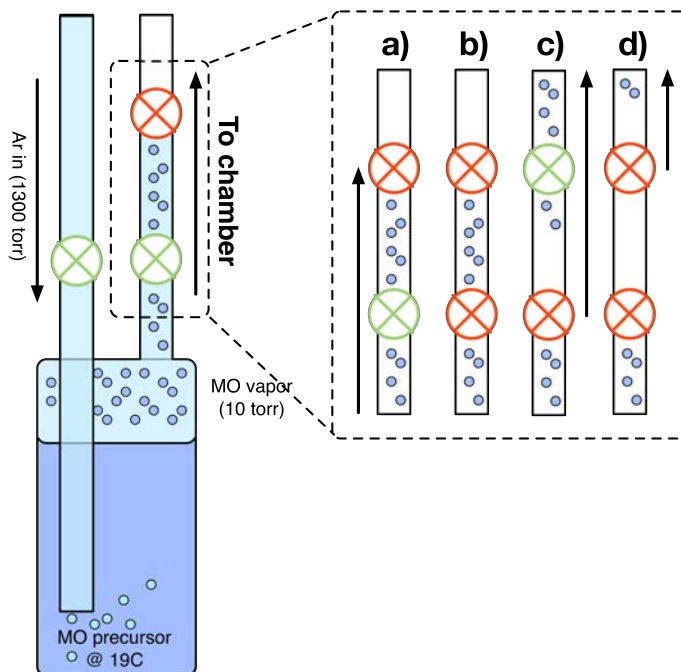 a) b) c) d)
Ar in (1300 torr)
To chamber
MO vapor
(10 torr)
MO precursor
@ 19C